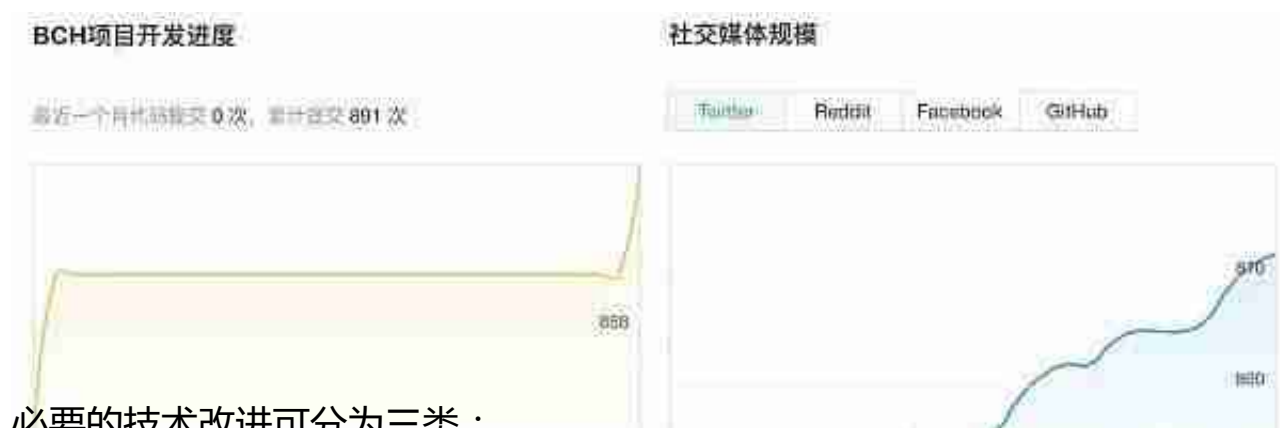 BCH项目开发进度
最近一个月代码提交 0 次，累计提交 891 次
858
社交媒体规模
Twitter Reddit Facebook GitHub
870
860
必要的技术改进可分为三类：